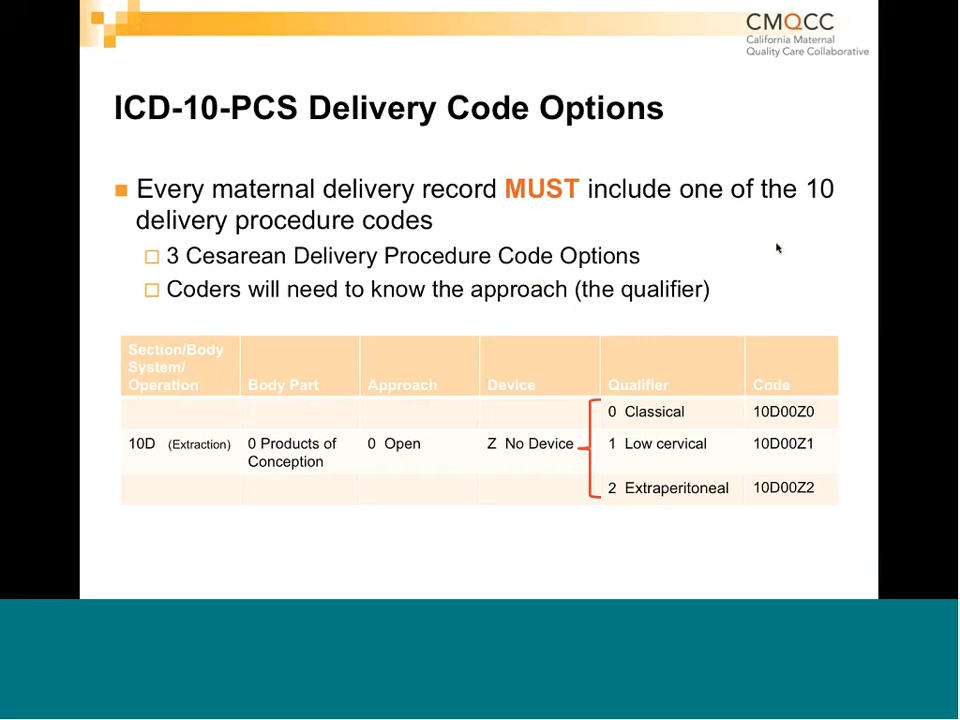 CMQCC
California Maternal
Quality Care Collaborative
ICD-10-PCS Delivery Code Options
Every maternal delivery record MUST include one of the 10
delivery procedure codes
3 Cesarean Delivery Procedure Code Options
Coders will need to know the approach (the qualifier)
Section/Body
System/
Operation Body Part Approach Device Qualifier Code
0 Classical 10D00Z0
10D (Extraction) 0 Products of 0 Open Z No Device 1 Low cervical 10D00Z1
Conception
2 Extraperitoneal 10D00Z2